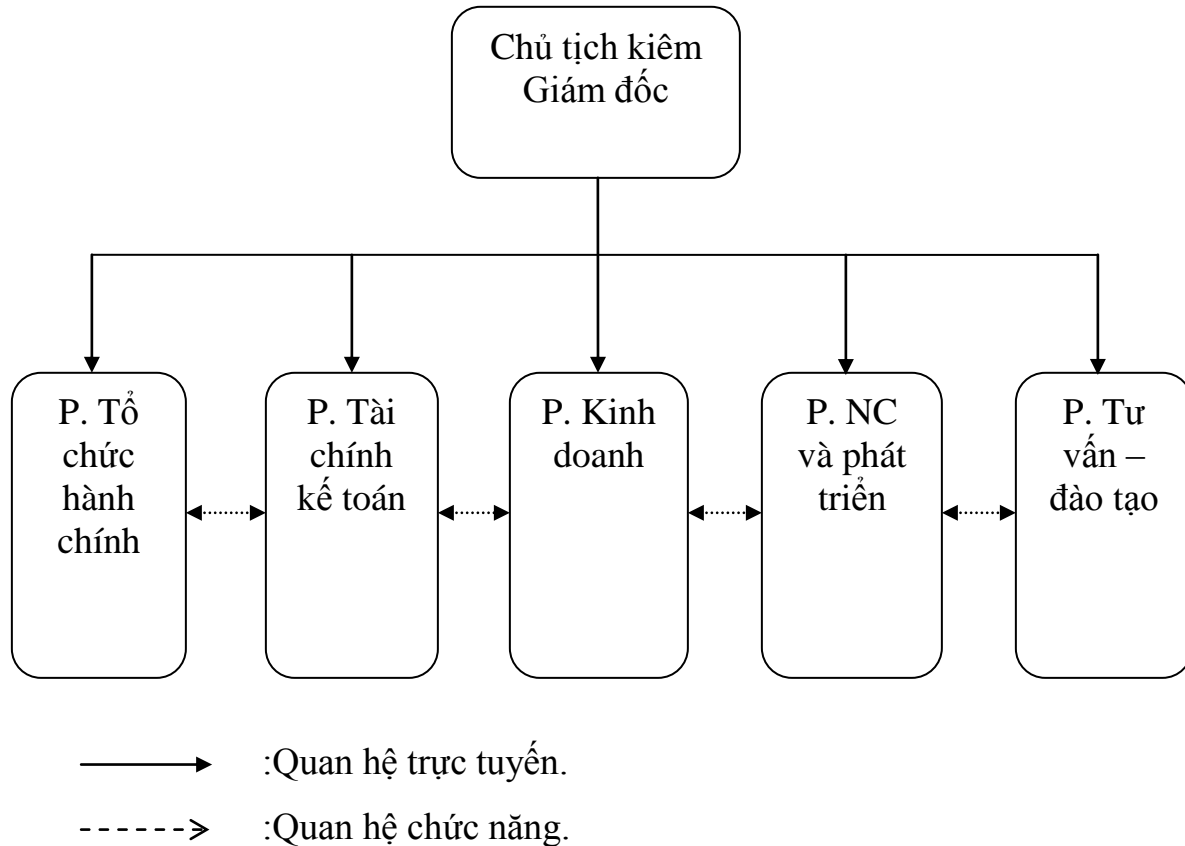 Chủ tịch kiêm
Giám đốc
P. Tổ
chức
hành
chính
P. Tài
chính
kế toán
P. Kinh
doanh
P. NC
và phát
triển
P. Tư
vấn –
đào tạo
:Quan hệ trực tuyến.
:Quan hệ chức năng.